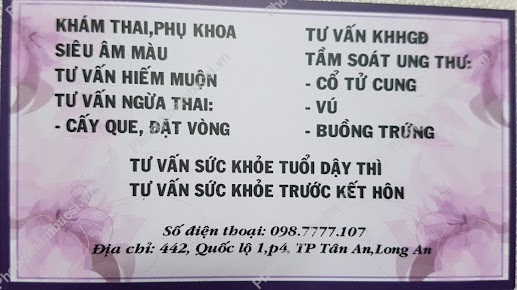 KHÁM THAI,PHỤ KHOA
SIÊU ÂM MÀU
TƯ VẤN HIẾM MUỘN
TƯ VẤN NGỪA THAI:
- CẤY QUE, ĐẶT VÒNG
TƯ VẤN KHHGĐ
TẦM SOÁT UNG THƯ:
- CỔ TỬ CUNG
- VÚ
- BUỒNG TRỨNG
TƯ VẤN SỨC KHỎE TUỔI DẬY THÌ
TƯ VẤN SỨC KHỎE TRƯỚC KẾT HÔN
Số điện thoại: 098.7777.107
Địa chỉ: 442, Quốc lộ 1,p4, TP Tân An,Long An